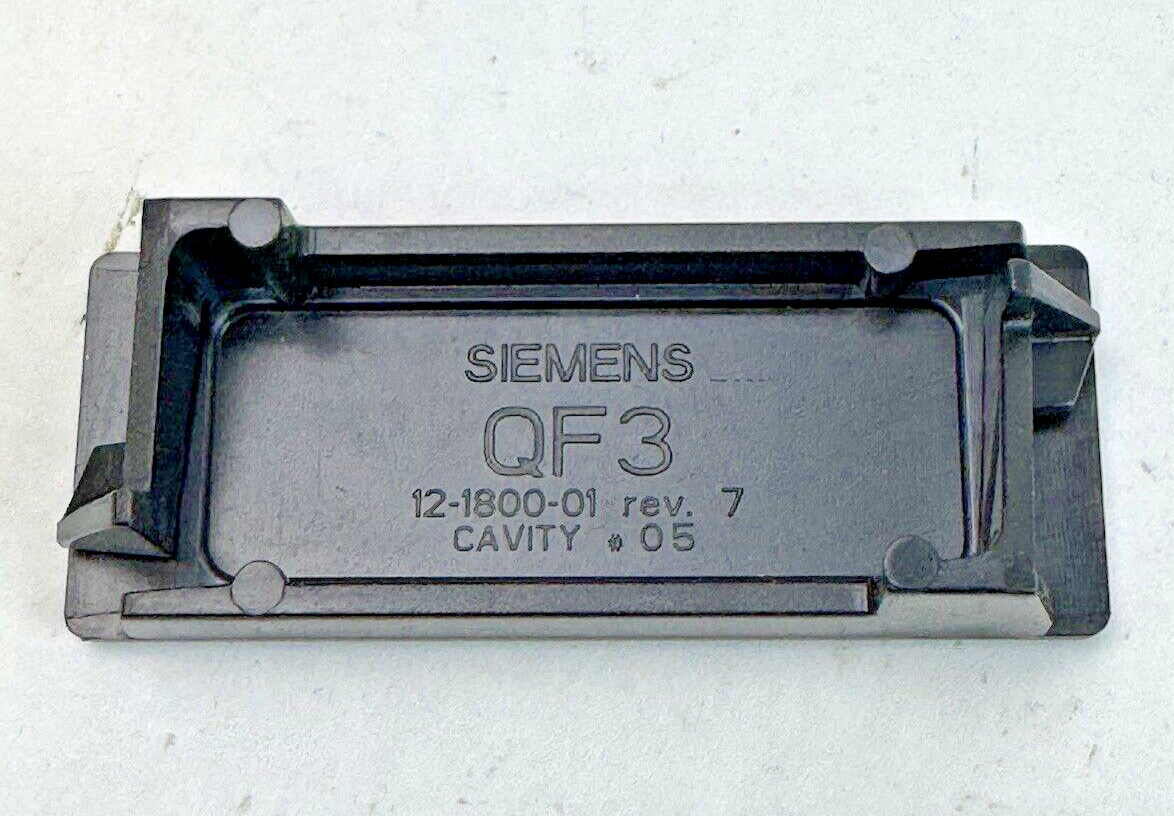 SIEMENS
QF3
12-1800-01 rev. 7
CAVITY # 05